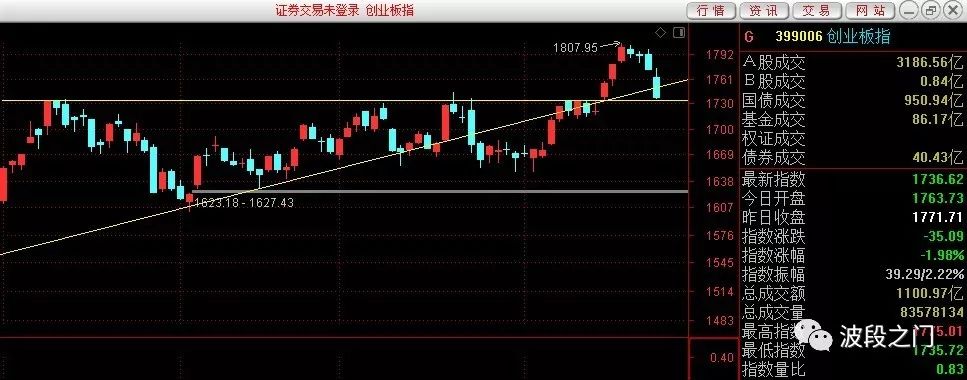 证券交易未登录 创业板指
行情 资讯 交易 网站
1807.95
1792
1761
1730
1700
1669
1638
1607
1576
1545
1514
1483
0.40
1623.18-1627.43
G 399006 创业板指
A股成交 3186.56亿
B股成交 0.84亿
国债成交 950.94亿
基金成交 86.17亿
权证成交
债券成交 40.43亿
最新指数 1736.62
今日开盘 1763.73
昨日收盘 1771.71
指数涨跌 -35.09
指数涨幅 -1.98%
指数振幅 39.29/2.22%
总成交额 1100.97亿
总成交量 83578134
最高指数 1775.01
最低指数 1735.72
指数量比 0.83
波段之门